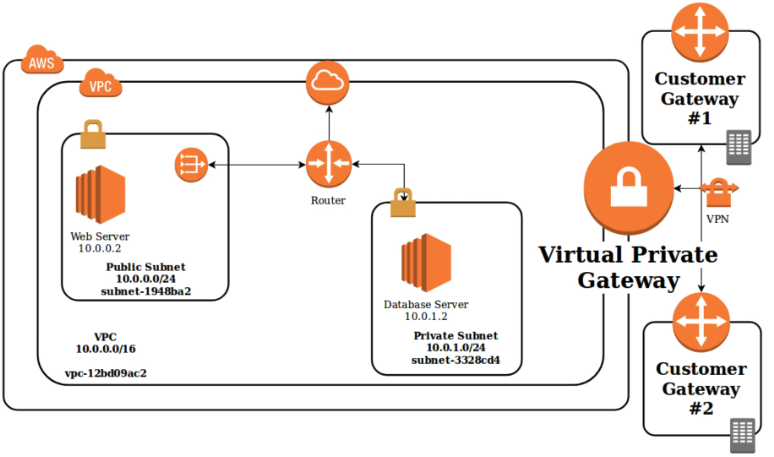 AWS
VPC
Web Server
10.0.0.2
Public Subnet
10.0.0.0/24
subnet-1948ba2
VPC
10.0.0.0/16
vpc-12bd09ac2
Router
Database Server
10.0.1.2
Private Subnet
10.0.1.0/24
subnet-3328cd4
Virtual Private
Gateway
Customer
Gateway
#1
VPN
Customer
Gateway
#2